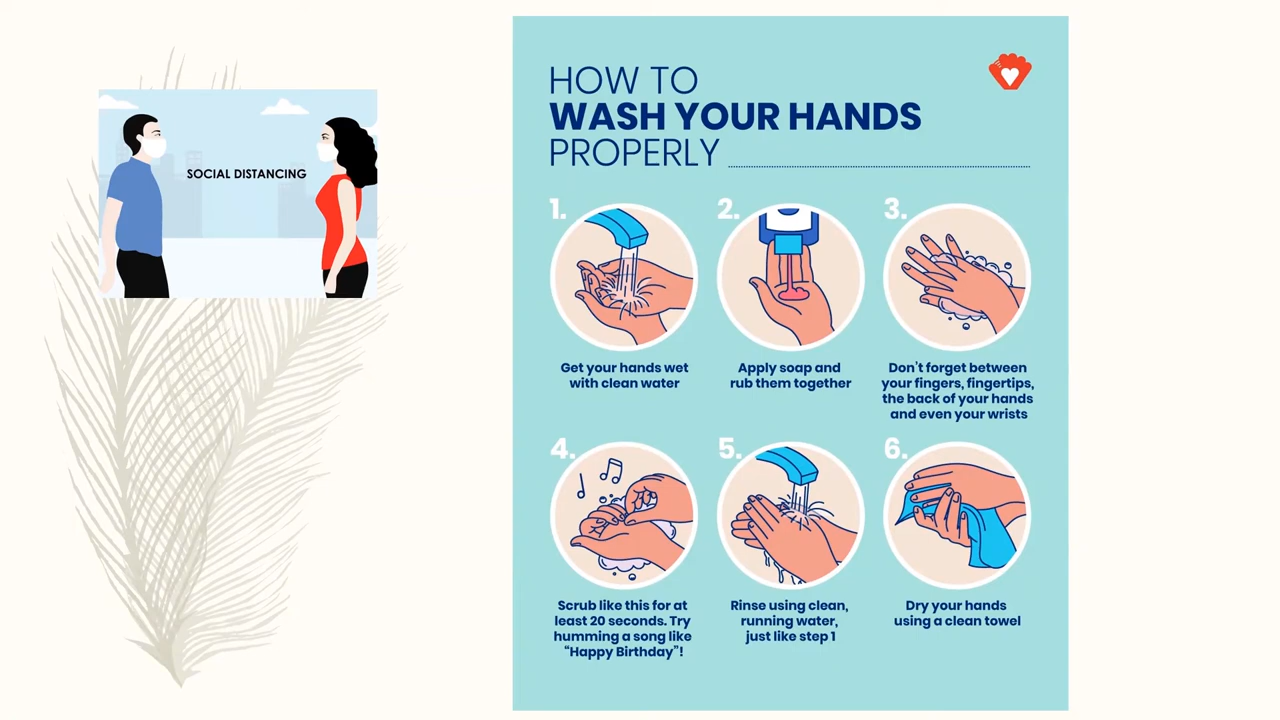 SOCIAL DISTANCING
HOW TO
WASH YOUR HANDS
PROPERLY
1.
Get your hands wet
with clean water
2.
Apply soap and
rub them together
3.
Don't forget between
your fingers, fingertips,
the back of your hands
and even your wrists
4.
Scrub like this for at
least 20 seconds. Try
humming a song like
“Happy Birthday”!
5.
Rinse using clean,
running water,
just like step 1
6.
Dry your hands
using a clean towel